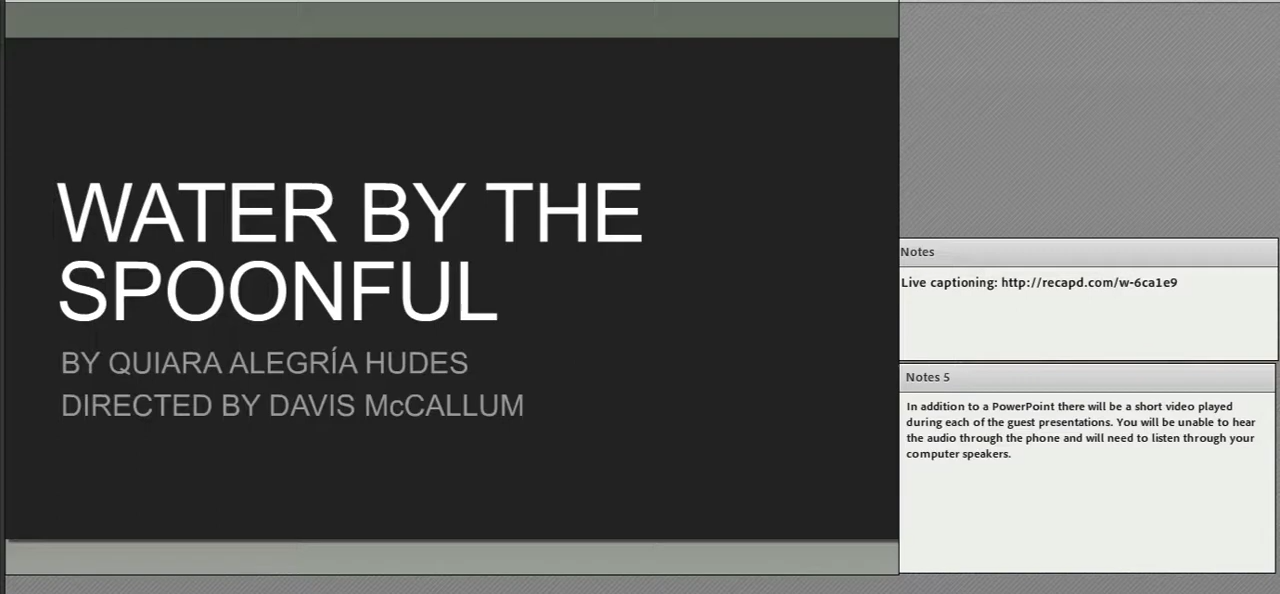 WATER BY THE
SPOONFUL
BY QUIARA ALEGRÍA HUDES
DIRECTED BY DAVIS McCALLUM
Notes
Live captioning: http://recapd.com/w-6ca1e9
Notes 5
In addition to a PowerPoint there will be a short video played
during each of the guest presentations. You will be unable to hear
the audio through the phone and will need to listen through your
computer speakers.